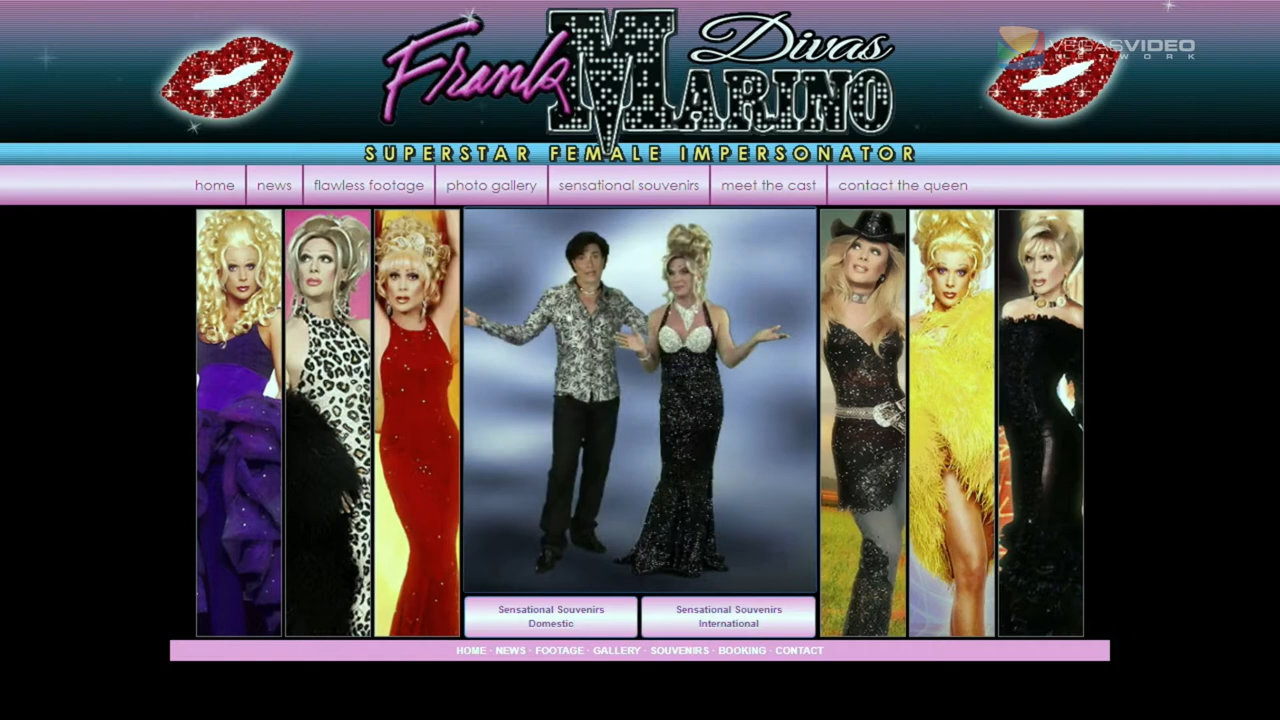 Frank Marino
Divas
VEGASVIDEO
NETWORK
SUPERSTAR FEMALE IMPERSONATOR
home
news
flawless footage
photo gallery
sensational souvenirs
meet the cast
contact the queen
Sensational Souvenirs
Domestic
Sensational Souvenirs
International
HOME · NEWS · FOOTAGE · GALLERY · SOUVENIRS · BOOKING · CONTACT